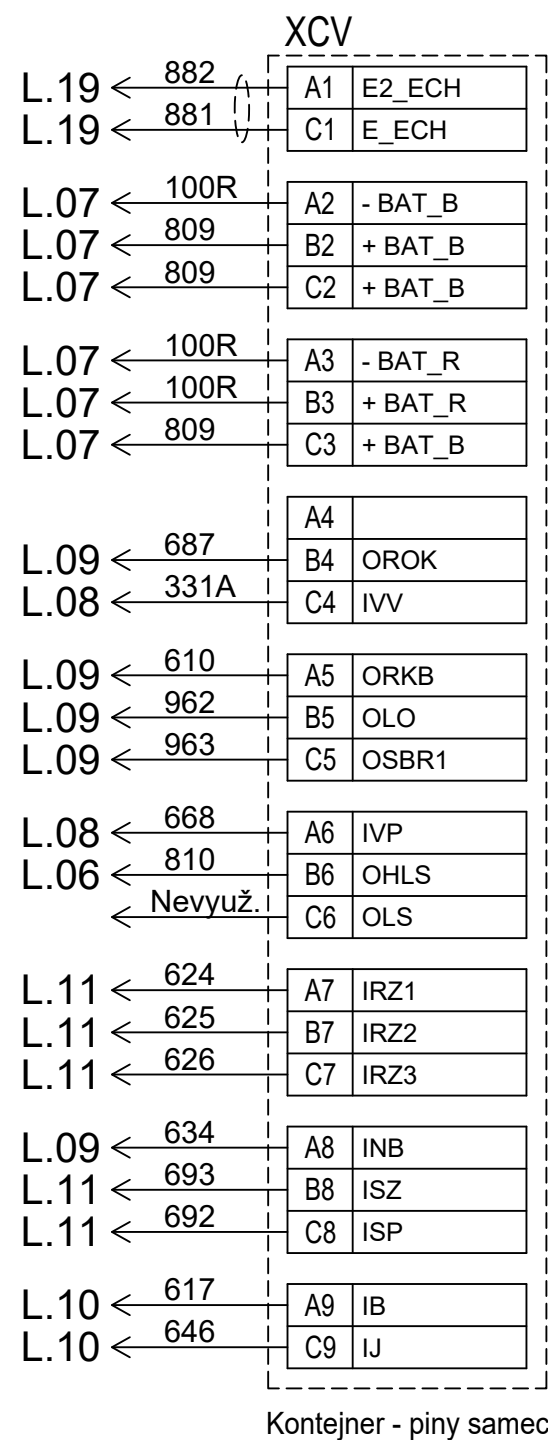 XCV
L.19 882 A1 E2_ECH
L.19 881 C1 E_ECH
L.07 100R A2 - BAT_B
L.07 809 B2 + BAT_B
L.07 809 C2 + BAT_B
L.07 100R A3 - BAT_R
L.07 100R B3 + BAT_R
L.07 809 C3 + BAT_B
A4
L.09 687 B4 OROK
L.08 331A C4 IVV
L.09 610 A5 ORKB
L.09 962 B5 OLO
L.09 963 C5 OSBR1
L.08 668 A6 IVP
L.06 810 B6 OHLS
Nevyuž. C6 OLS
L.11 624 A7 IRZ1
L.11 625 B7 IRZ2
L.11 626 C7 IRZ3
L.09 634 A8 INB
L.11 693 B8 ISZ
L.11 692 C8 ISP
L.10 617 A9 IB
L.10 646 C9 IJ
Kontejner - piny samec